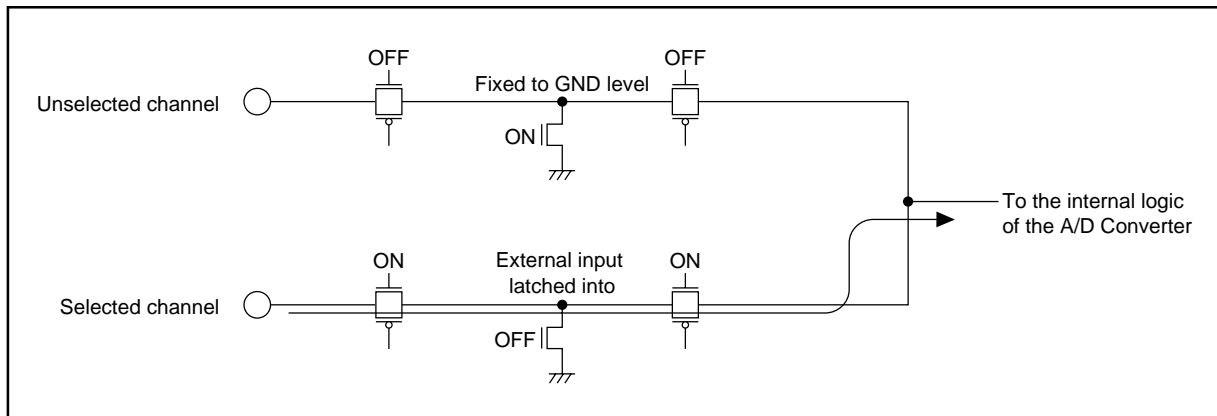 OFF
OFF
Fixed to GND level
Unselected channel
ON
To the internal logic
of the A/D Converter
ON
External input
latched into
ON
Selected channel
OFF